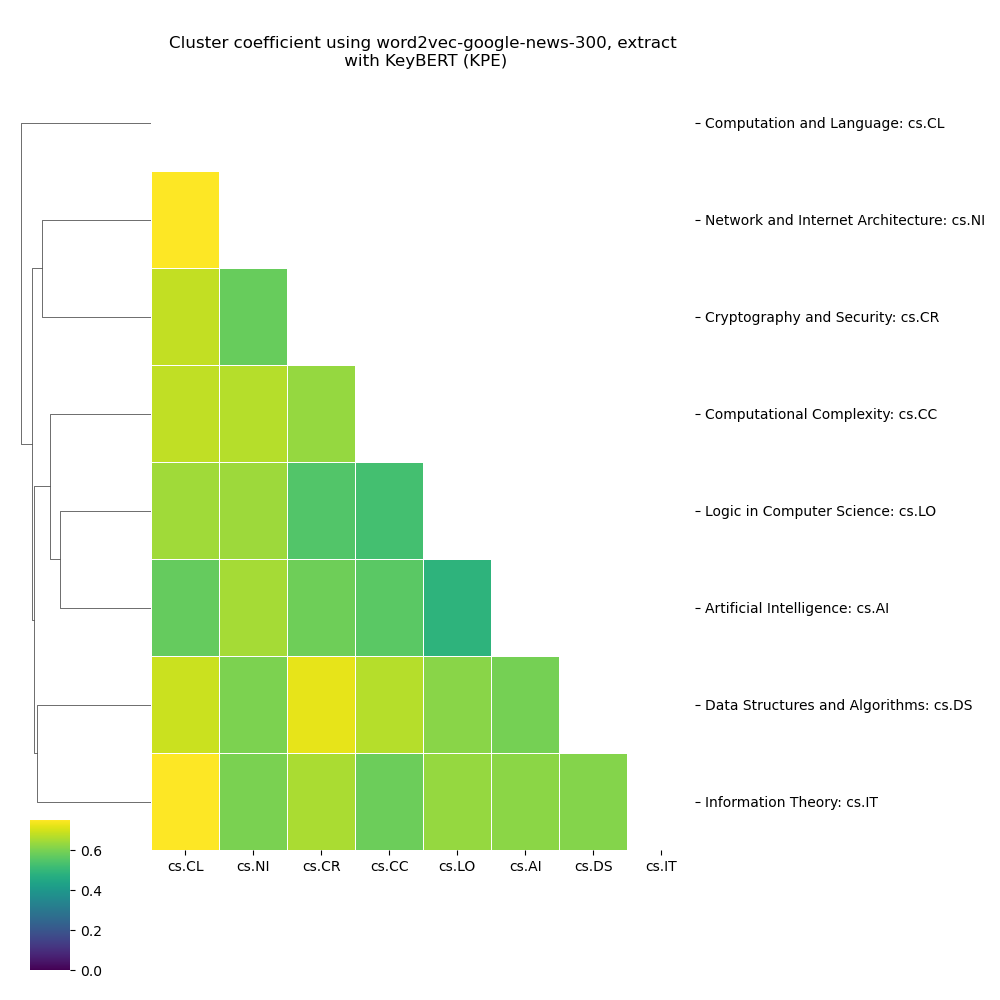 Cluster coefficient using word2vec-google-news-300, extract
with KeyBERT (KPE)
Computation and Language: cs.CL
Network and Internet Architecture: cs.NI
Cryptography and Security: cs.CR
Computational Complexity: cs.CC
Logic in Computer Science: cs.LO
Artificial Intelligence: cs.AI
Data Structures and Algorithms: cs.DS
Information Theory: cs.IT
cs.CL cs.NI cs.CR cs.CC cs.LO cs.AI cs.DS cs.IT
0.6
0.4
0.2
0.0